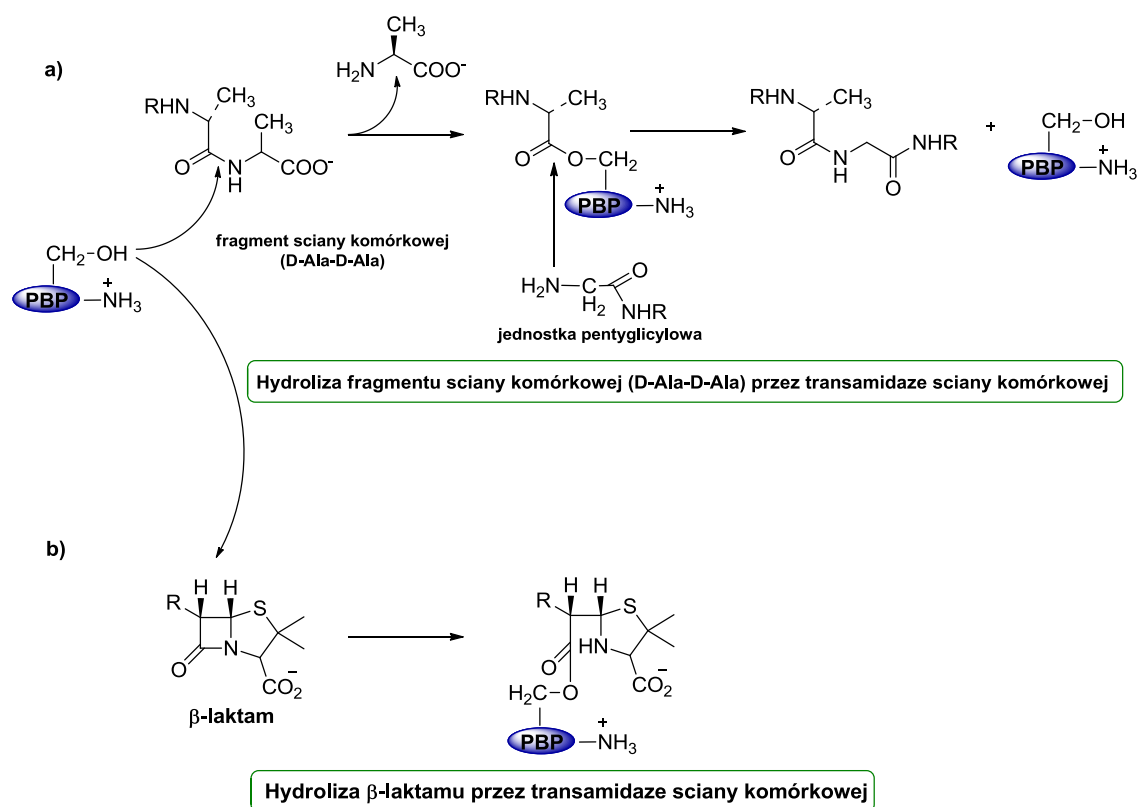 a)
CH3
H2N
COO-
RHN
CH3
CH3
O
N
H
COO-
RHN
CH3
O
O
CH2
PBP
+
NH3
RHN
CH3
O
NH
NHR
O
+
CH2-OH
PBP
+
NH3
fragment sciany komórkowej
(D-Ala-D-Ala)
CH2-OH
PBP
+
NH3
H2N
C
H2
O
NHR
jednostka pentyglicylowa
Hydroliza fragmentu sciany komórkowej (D-Ala-D-Ala) przez transamidaze sciany komórkowej
b)
H H
R
S
O
N
CO2-
β-laktam
H H
R
S
HN
O
CO2-
H2C
O
PBP
+
NH3
Hydroliza β-laktamu przez transamidaze sciany komórkowej